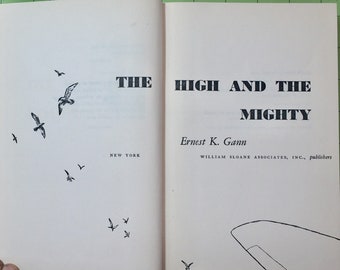 THE HIGH AND THE
MIGHTY
Ernest K. Gann
NEW YORK WILLIAM SLOANE ASSOCIATES, INC., publishers